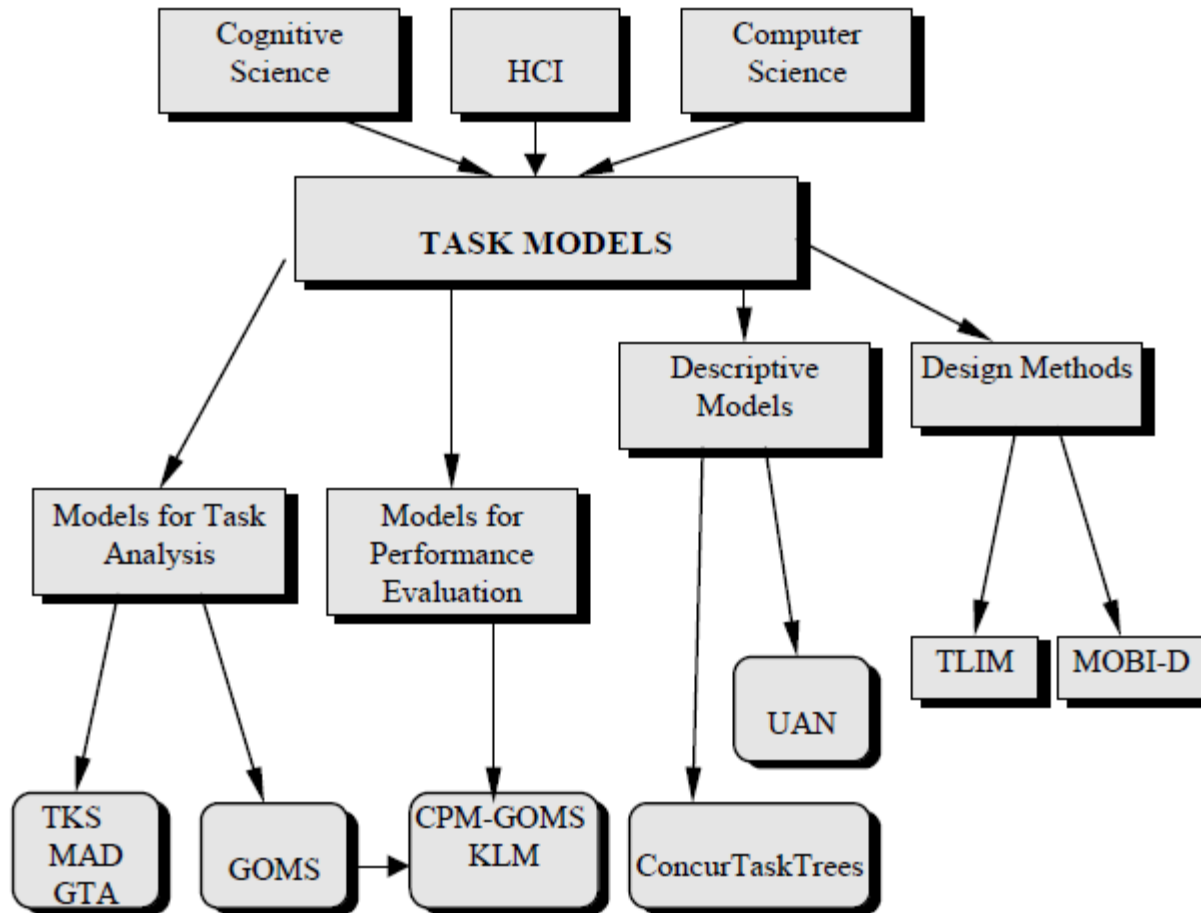 Cognitive
Science
HCI
Computer
Science
TASK MODELS
Descriptive
Models
Design Methods
Models for Task
Analysis
Models for
Performance
Evaluation
TLIM
MOBI-D
UAN
TKS
MAD
GTA
GOMS
CPM-GOMS
KLM
ConcurTaskTrees